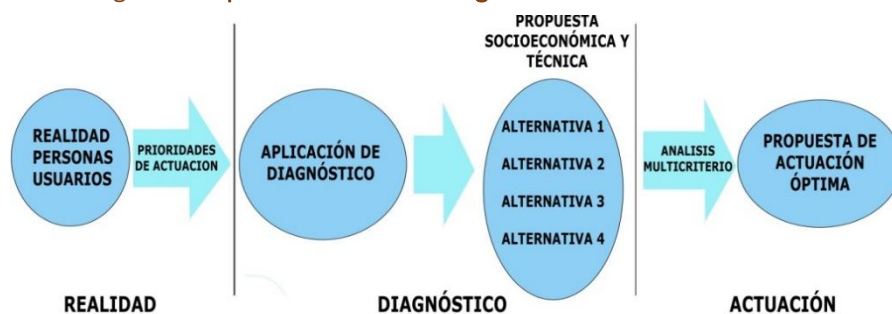 PROPUESTA
SOCIOECONÓMICA Y
TÉCNICA
REALIDAD
PERSONAS
USUARIOS
PRIORIDADES
DE ACTUACION
APLICACIÓN DE
DIAGNÓSTICO
ALTERNATIVA 1
ALTERNATIVA 2
ALTERNATIVA 3
ALTERNATIVA 4
ANALISIS
MULTICRITERIO
PROPUESTA DE
ACTUACIÓN
ÓPTIMA
REALIDAD
DIAGNÓSTICO
ACTUACIÓN